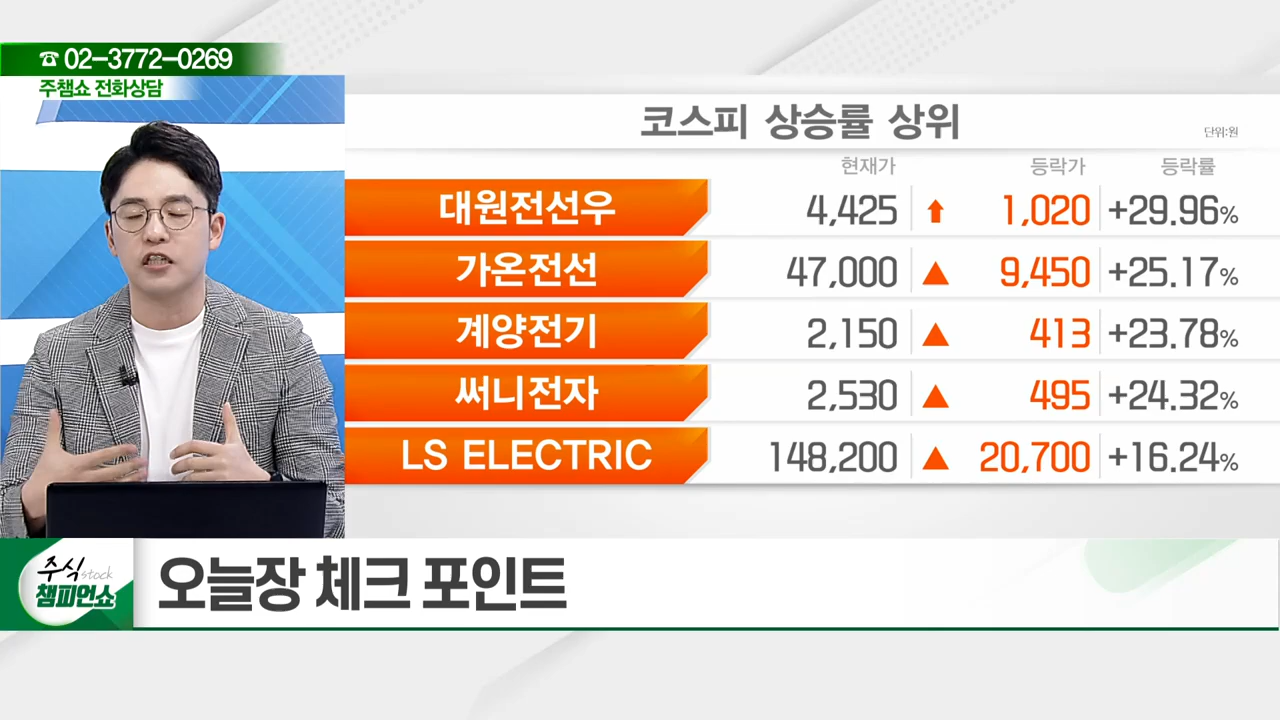 ☎ 02-3772-0269
주챔쇼 전화상담
코스피 상승률 상위
단위:원
현재가 등락가 등락률
대원전선우 4,425 ⬆ 1,020 +29.96%
가온전선 47,000 ▲ 9,450 +25.17%
계양전기 2,150 ▲ 413 +23.78%
써니전자 2,530 ▲ 495 +24.32%
LS ELECTRIC 148,200 ▲ 20,700 +16.24%
주식 stock
챔피언쇼
오늘장 체크 포인트